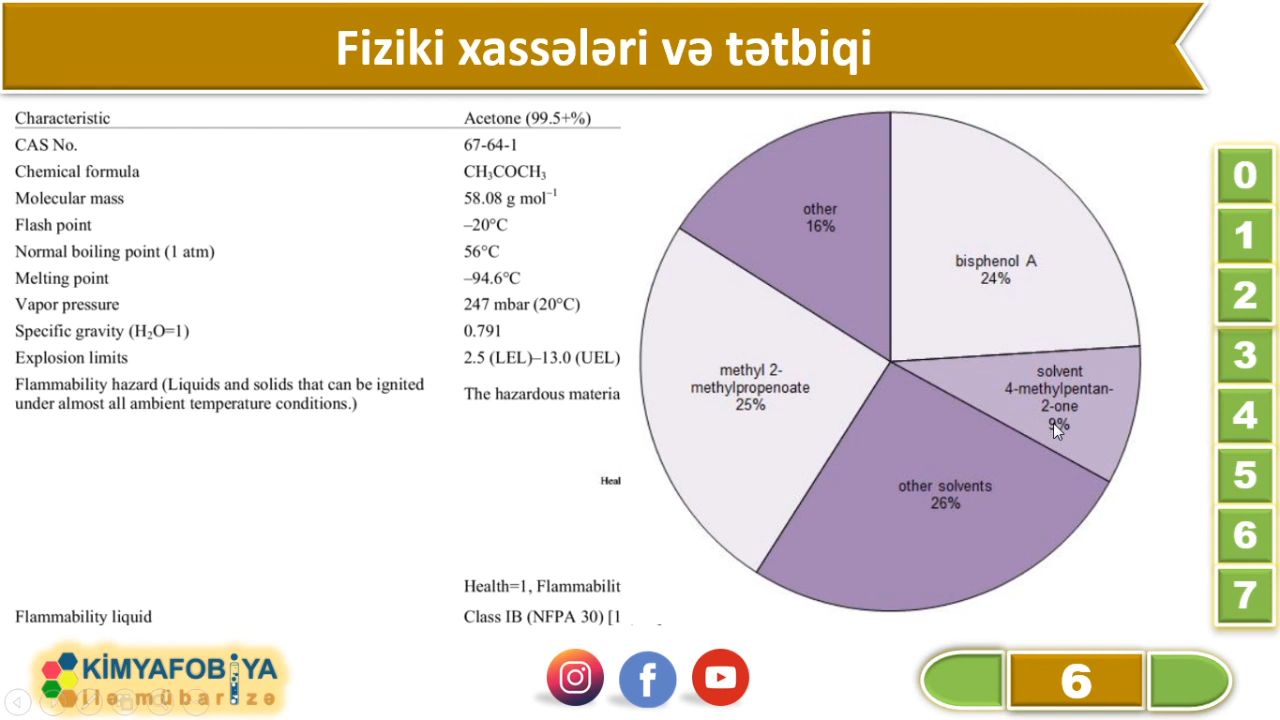 Fiziki xassələri və tətbiqi
Characteristic Acetone (99.5+%)
CAS No. 67-64-1
Chemical formula CH₃COCH₃
Molecular mass 58.08 g mol⁻¹
Flash point –20°C
Normal boiling point (1 atm) 56°C
Melting point –94.6°C
Vapor pressure 247 mbar (20°C)
Specific gravity (H₂O=1) 0.791
Explosion limits 2.5 (LEL)–13.0 (UEL)
Flammability hazard (Liquids and solids that can be ignited
under almost all ambient temperature conditions.)
The hazardous materia
Heal
Health=1, Flammabilit
Flammability liquid Class IB (NFPA 30) [1
other
16%
bisphenol A
24%
methyl 2-
methylpropenoate
25%
solvent
4-methylpentan-
2-one
9%
other solvents
26%
0
1
2
3
4
5
6
7
KİMYAFOBİYA
ilə mübarizə
6